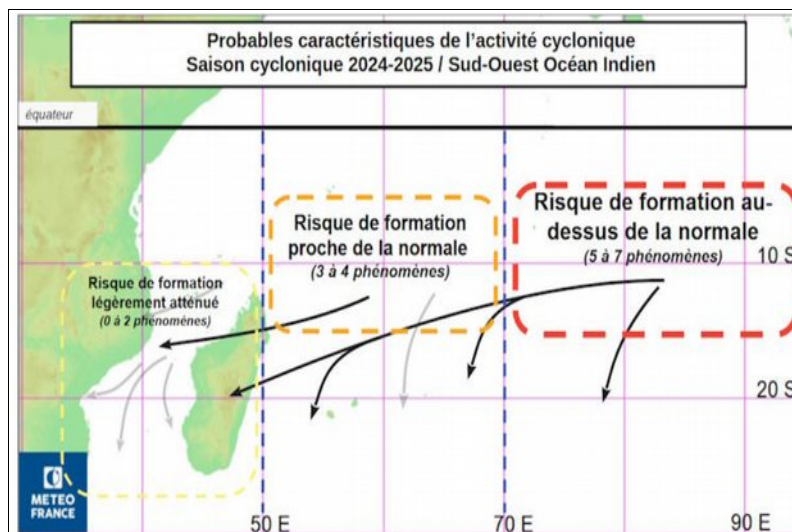 Probables caractéristiques de l'activité cyclonique
Saison cyclonique 2024-2025 / Sud-Ouest Océan Indien
équateur
Risque de formation au-
dessus de la normale
(5 à 7 phénomènes)
Risque de formation
proche de la normale
(3 à 4 phénomènes)
Risque de formation
légèrement atténué
(0 à 2 phénomènes)
10 S
20 S
METEO
FRANCE
50 E
70 E
90 E